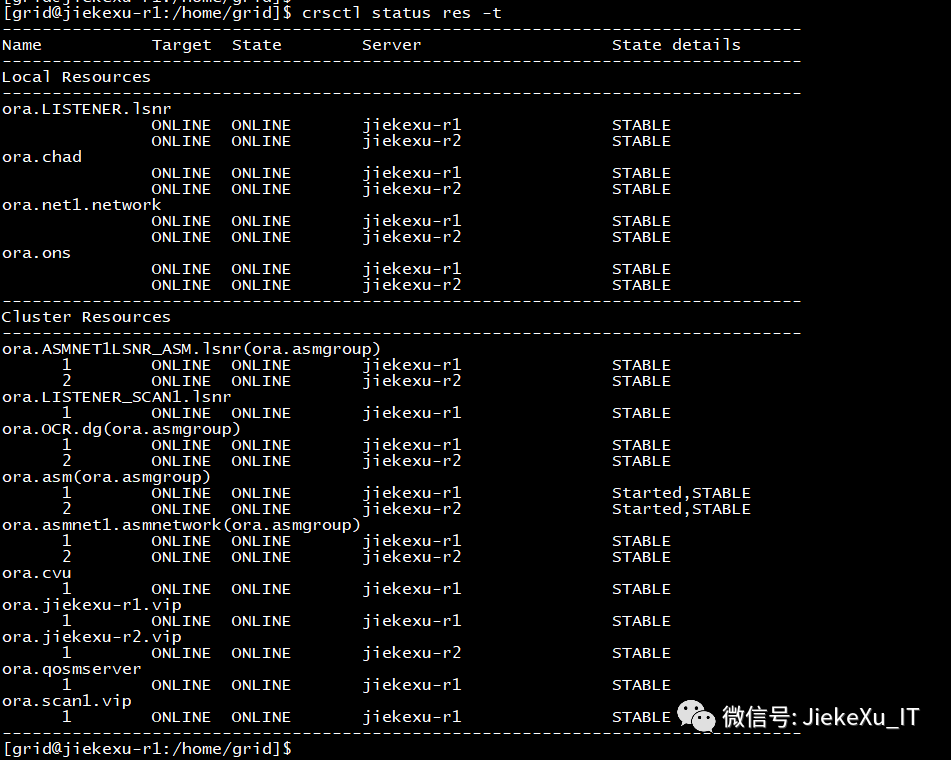 [grid@jiekexu-r1:/home/grid]$ crsctl status res -t
--------------------------------------------------------------------------------
Name           Target  State        Server                   State details
--------------------------------------------------------------------------------
Local Resources
--------------------------------------------------------------------------------
ora.LISTENER.lsnr
               ONLINE  ONLINE       jiekexu-r1               STABLE
               ONLINE  ONLINE       jiekexu-r2               STABLE
ora.chad
               ONLINE  ONLINE       jiekexu-r1               STABLE
               ONLINE  ONLINE       jiekexu-r2               STABLE
ora.net1.network
               ONLINE  ONLINE       jiekexu-r1               STABLE
               ONLINE  ONLINE       jiekexu-r2               STABLE
ora.ons
               ONLINE  ONLINE       jiekexu-r1               STABLE
               ONLINE  ONLINE       jiekexu-r2               STABLE
--------------------------------------------------------------------------------
Cluster Resources
--------------------------------------------------------------------------------
ora.ASMNET1LSNR_ASM.lsnr(ora.asmgroup)
      1        ONLINE  ONLINE       jiekexu-r1               STABLE
      2        ONLINE  ONLINE       jiekexu-r2               STABLE
ora.LISTENER_SCAN1.lsnr
      1        ONLINE  ONLINE       jiekexu-r1               STABLE
ora.OCR.dg(ora.asmgroup)
      1        ONLINE  ONLINE       jiekexu-r1               STABLE
      2        ONLINE  ONLINE       jiekexu-r2               STABLE
ora.asm(ora.asmgroup)
      1        ONLINE  ONLINE       jiekexu-r1               Started,STABLE
      2        ONLINE  ONLINE       jiekexu-r2               Started,STABLE
ora.asmnet1.asmnetwork(ora.asmgroup)
      1        ONLINE  ONLINE       jiekexu-r1               STABLE
      2        ONLINE  ONLINE       jiekexu-r2               STABLE
ora.cvu
      1        ONLINE  ONLINE       jiekexu-r1               STABLE
ora.jiekexu-r1.vip
      1        ONLINE  ONLINE       jiekexu-r1               STABLE
ora.jiekexu-r2.vip
      1        ONLINE  ONLINE       jiekexu-r2               STABLE
ora.qosmserver
      1        ONLINE  ONLINE       jiekexu-r1               STABLE
ora.scan1.vip
      1        ONLINE  ONLINE       jiekexu-r1               STABLE
微信号: JiekeXu_IT
--------------------------------------------------------------------------------
[grid@jiekexu-r1:/home/grid]$